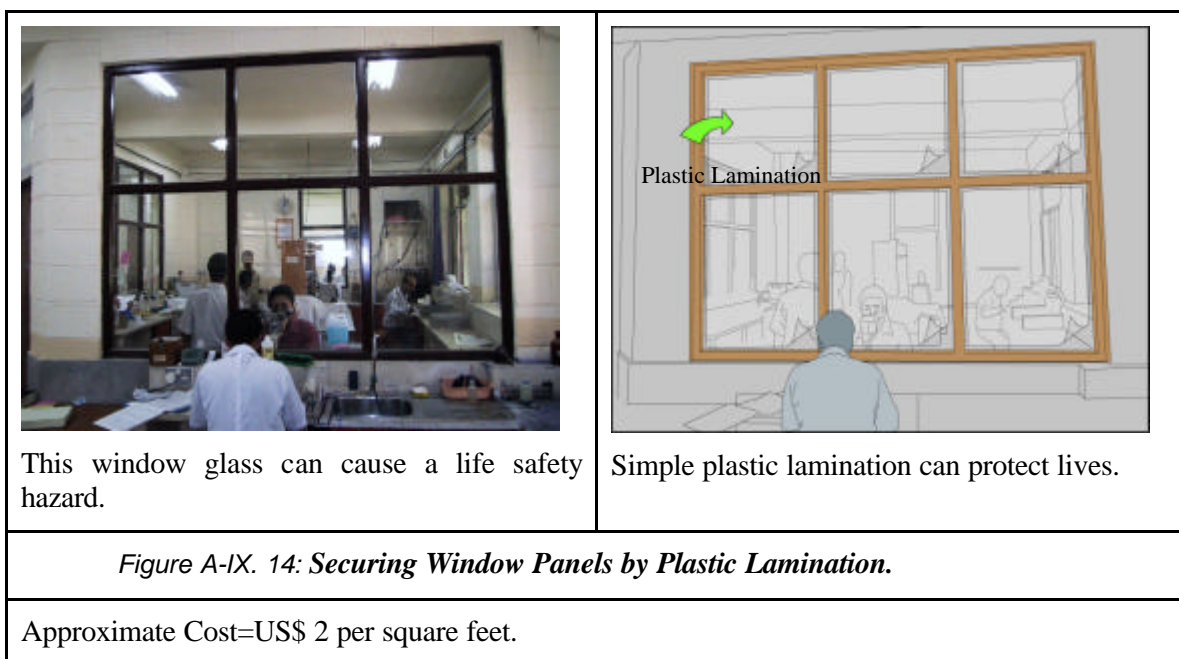 Plastic Lamination
This window glass can cause a life safety
hazard.
Simple plastic lamination can protect lives.
Figure A-IX. 14: Securing Window Panels by Plastic Lamination.
Approximate Cost=US$ 2 per square feet.